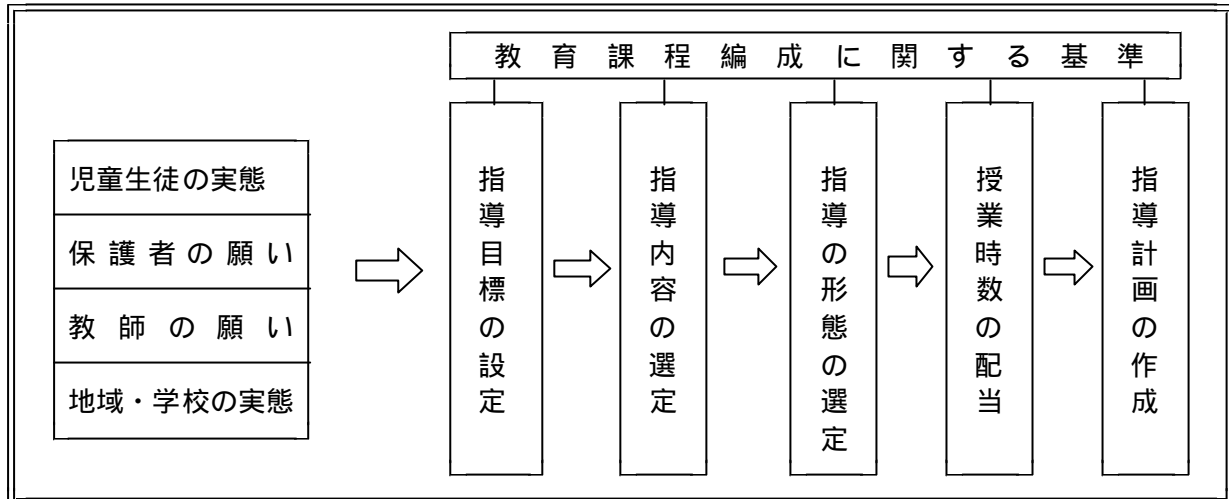 教育課程編成に関する基準
児童生徒の実態
保護者の願い
教師の願い
地域・学校の実態
指導目標の設定
指導内容の選定
指導の形態の選定
授業時数の配当
指導計画の作成